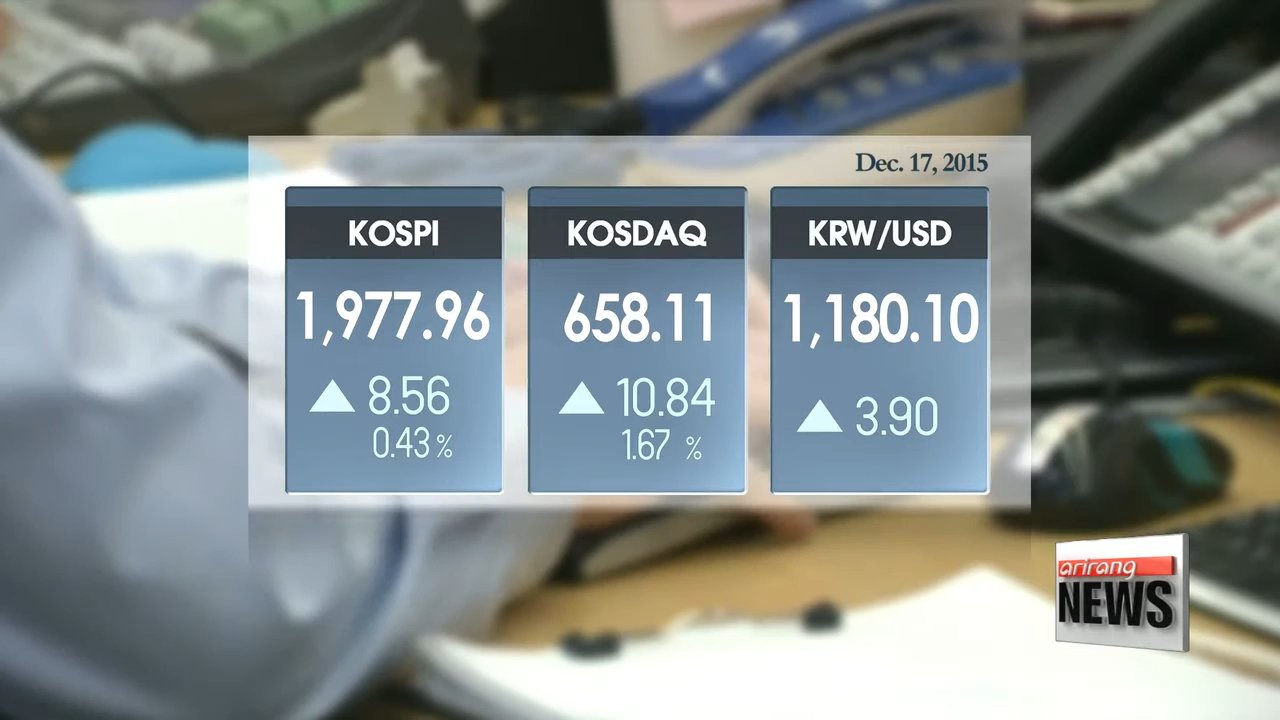 Dec. 17, 2015
KOSPI
1,977.96
▲ 8.56
0.43 %
KOSDAQ
658.11
▲ 10.84
1.67 %
KRW/USD
1,180.10
▲ 3.90
arirang
NEWS